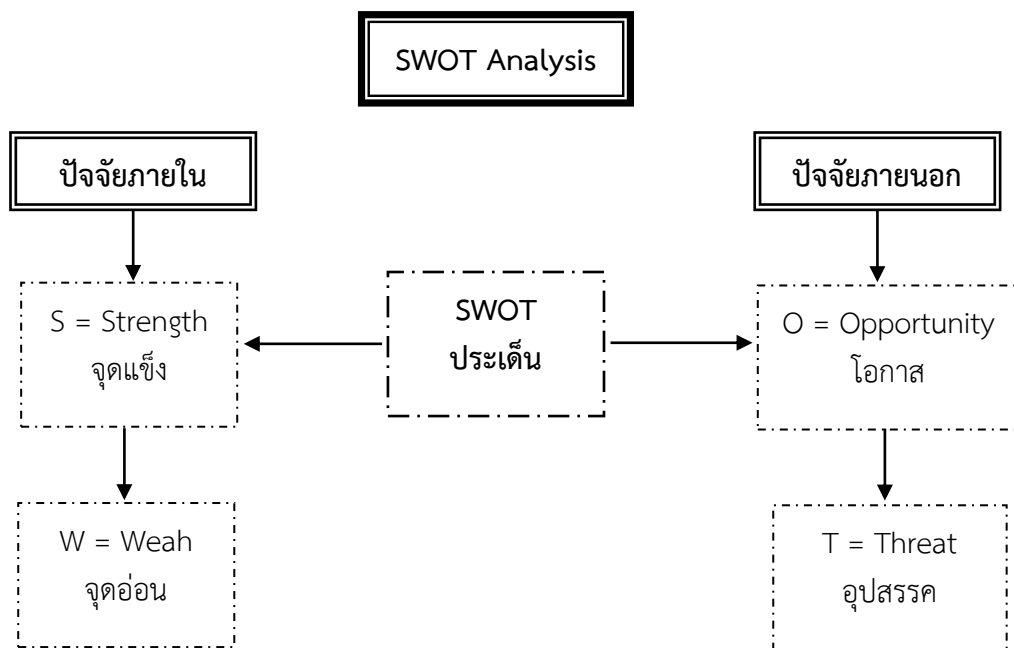 SWOT Analysis
ปัจจัยภายใน
ปัจจัยภายนอก
S = Strength
จุดแข็ง
SWOT
ประเด็น
O = Opportunity
โอกาส
W = Weah
จุดอ่อน
T = Threat
อุปสรรค